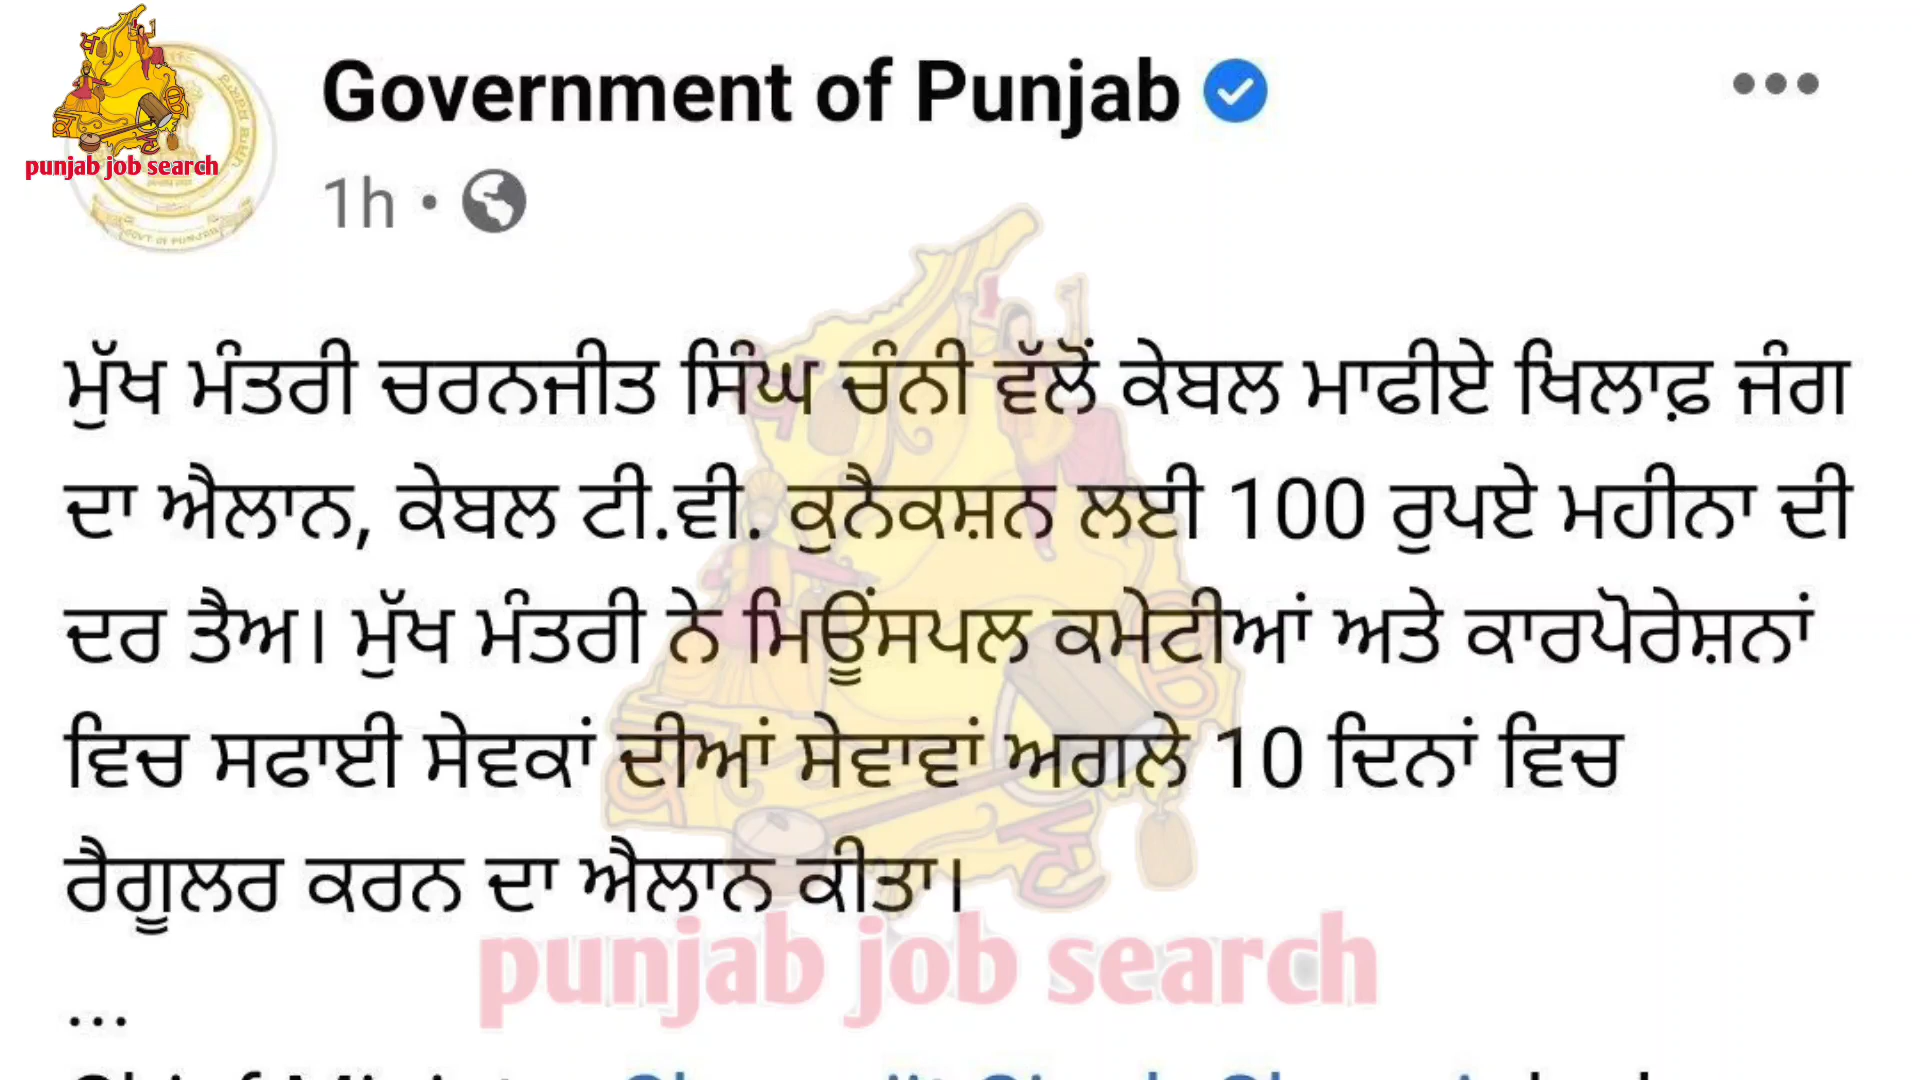 punjab job search
Government of Punjab
1h
ਮੁੱਖ ਮੰਤਰੀ ਚਰਨਜੀਤ ਸਿੰਘ ਚੰਨੀ ਵੱਲੋਂ ਕੇਬਲ ਮਾਫੀਏ ਖਿਲਾਫ਼ ਜੰਗ
ਦਾ ਐਲਾਨ, ਕੇਬਲ ਟੀ.ਵੀ. ਕੁਨੈਕਸ਼ਨ ਲਈ 100 ਰੁਪਏ ਮਹੀਨਾ ਦੀ
ਦਰ ਤੈਅ। ਮੁੱਖ ਮੰਤਰੀ ਨੇ ਮਿਊਂਸਪਲ ਕਮੇਟੀਆਂ ਅਤੇ ਕਾਰਪੋਰੇਸ਼ਨਾਂ
ਵਿਚ ਸਫਾਈ ਸੇਵਕਾਂ ਦੀਆਂ ਸੇਵਾਵਾਂ ਅਗਲੇ 10 ਦਿਨਾਂ ਵਿਚ
ਰੈਗੂਲਰ ਕਰਨ ਦਾ ਐਲਾਨ ਕੀਤਾ।
punjab job search
...